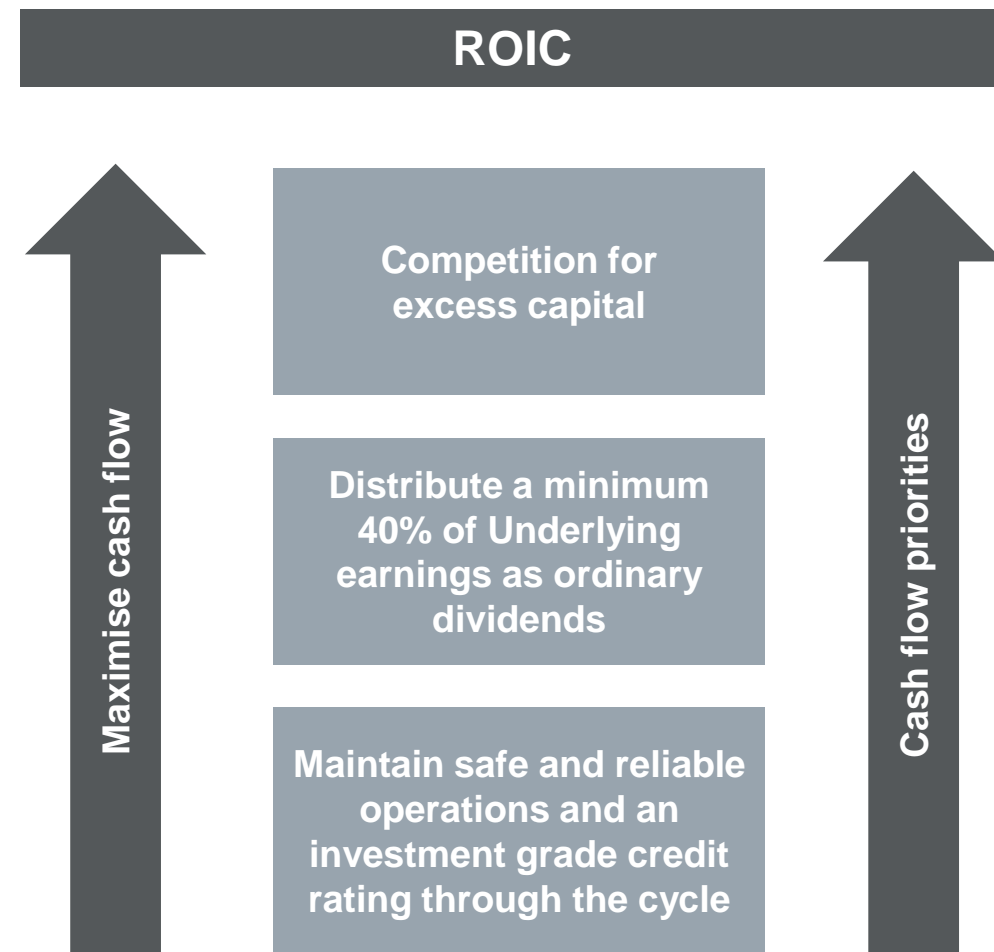 ROIC
Maximise cash flow
Competition for
excess capital
Distribute a minimum
40% of Underlying
earnings as ordinary
dividends
Maintain safe and reliable
operations and an
investment grade credit
rating through the cycle
Cash flow priorities